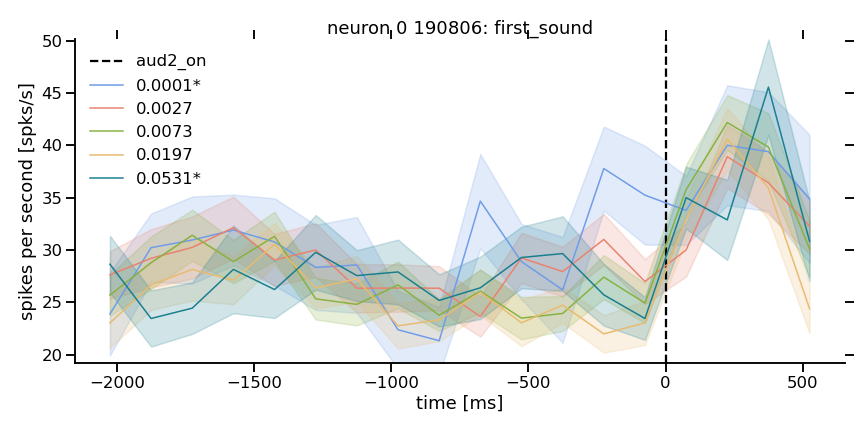 neuron 0 190806: first_sound
spikes per second [spks/s]
50
45
40
35
30
25
20
aud2_on
0.0001*
0.0027
0.0073
0.0197
0.0531*
−2000 −1500 −1000 −500 0 500
time [ms]